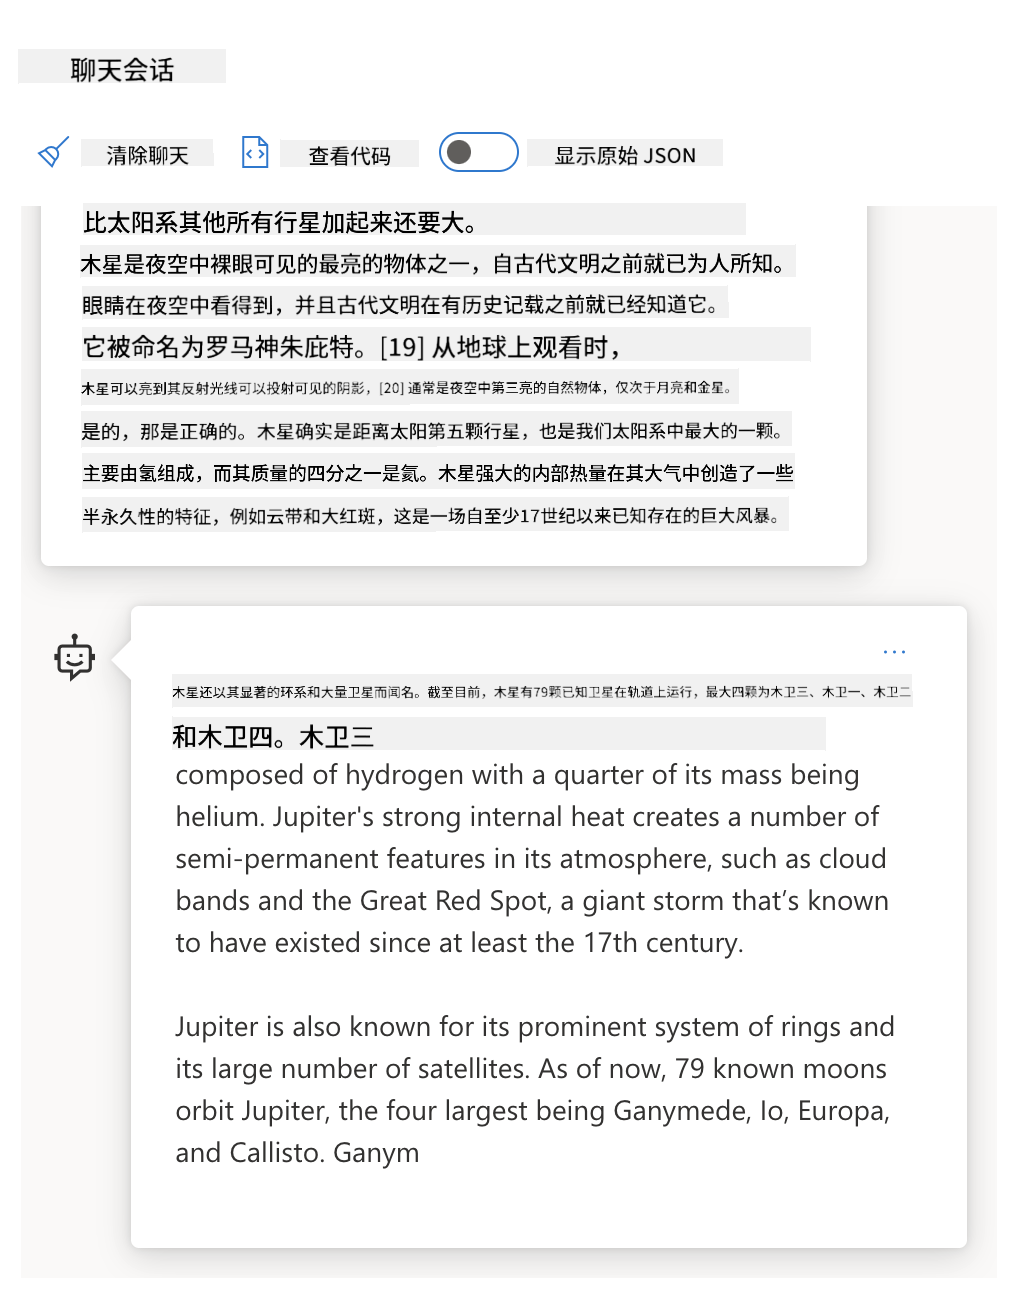 聊天会话
清除聊天
查看代码
显示原始 JSON
比太阳系其他所有行星加起来还要大。
木星是夜空中裸眼可见的最亮的物体之一，自古代文明之前就已为人所知。
眼睛在夜空中看得到，并且古代文明在有历史记载之前就已经知道它。
它被命名为罗马神朱庇特。[19] 从地球上观看时，
木星可以亮到其反射光线可以投射可见的阴影，[20] 通常是夜空中第三亮的自然物体，仅次于月亮和金星。
是的，那是正确的。木星确实是距离太阳第五颗行星，也是我们太阳系中最大的一颗。
主要由氢组成，而其质量的四分之一是氦。木星强大的内部热量在其大气中创造了一些
半永久性的特征，例如云带和大红斑，这是一场自至少17世纪以来已知存在的巨大风暴。
...
木星还以其显著的环系和大量卫星而闻名。截至目前，木星有79颗已知卫星在轨道上运行，最大四颗为木卫三、木卫一、木卫二
和木卫四。木卫三
composed of hydrogen with a quarter of its mass being
helium. Jupiter's strong internal heat creates a number of
semi-permanent features in its atmosphere, such as cloud
bands and the Great Red Spot, a giant storm that’s known
to have existed since at least the 17th century.
Jupiter is also known for its prominent system of rings and
its large number of satellites. As of now, 79 known moons
orbit Jupiter, the four largest being Ganymede, Io, Europa,
and Callisto. Ganym